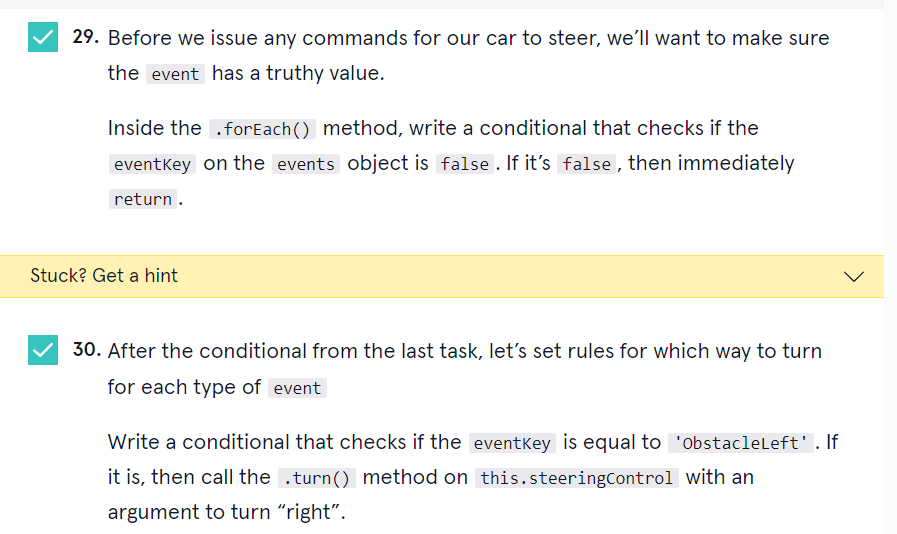 29. Before we issue any commands for our car to steer, we’ll want to make sure
the event has a truthy value.
Inside the .forEach() method, write a conditional that checks if the
eventKey on the events object is false. If it’s false, then immediately
return.
Stuck? Get a hint
30. After the conditional from the last task, let’s set rules for which way to turn
for each type of event
Write a conditional that checks if the eventKey is equal to 'ObstacleLeft'. If
it is, then call the .turn() method on this.steeringControl with an
argument to turn “right”.